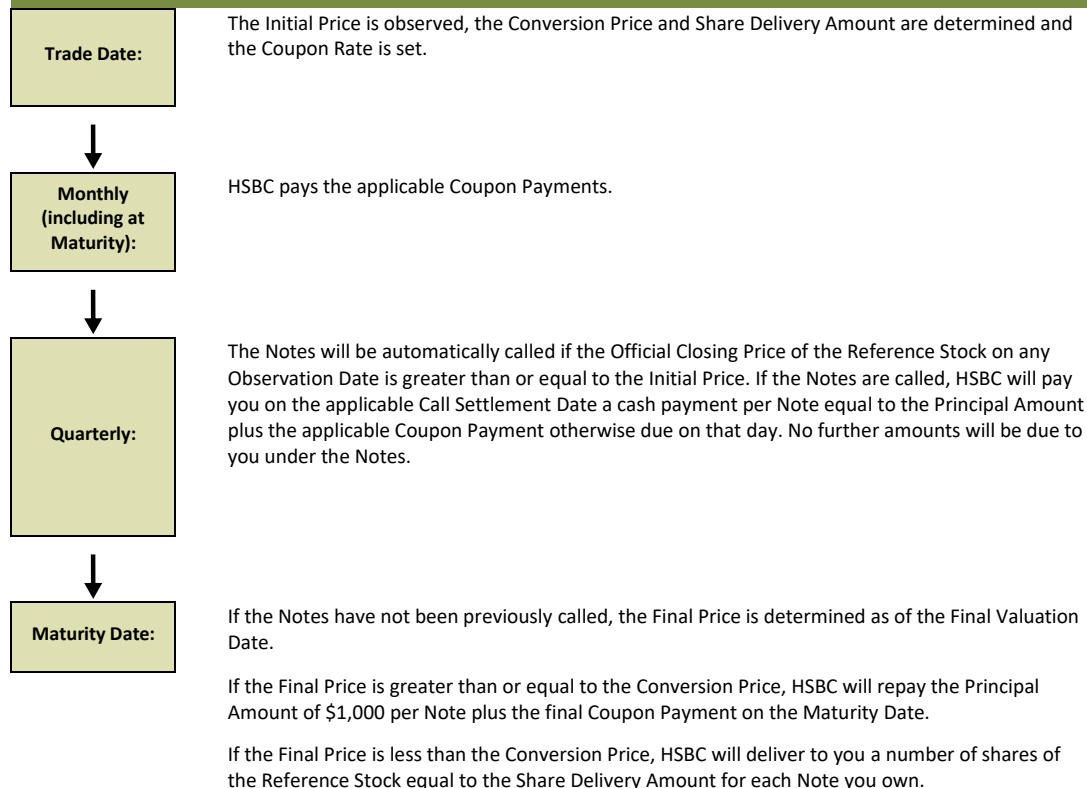 Trade Date:
The Initial Price is observed, the Conversion Price and Share Delivery Amount are determined and
the Coupon Rate is set.
Monthly
(including at
Maturity):
HSBC pays the applicable Coupon Payments.
Quarterly:
The Notes will be automatically called if the Official Closing Price of the Reference Stock on any
Observation Date is greater than or equal to the Initial Price. If the Notes are called, HSBC will pay
you on the applicable Call Settlement Date a cash payment per Note equal to the Principal Amount
plus the applicable Coupon Payment otherwise due on that day. No further amounts will be due to
you under the Notes.
Maturity Date:
If the Notes have not been previously called, the Final Price is determined as of the Final Valuation
Date.
If the Final Price is greater than or equal to the Conversion Price, HSBC will repay the Principal
Amount of $1,000 per Note plus the final Coupon Payment on the Maturity Date.
If the Final Price is less than the Conversion Price, HSBC will deliver to you a number of shares of
the Reference Stock equal to the Share Delivery Amount for each Note you own.